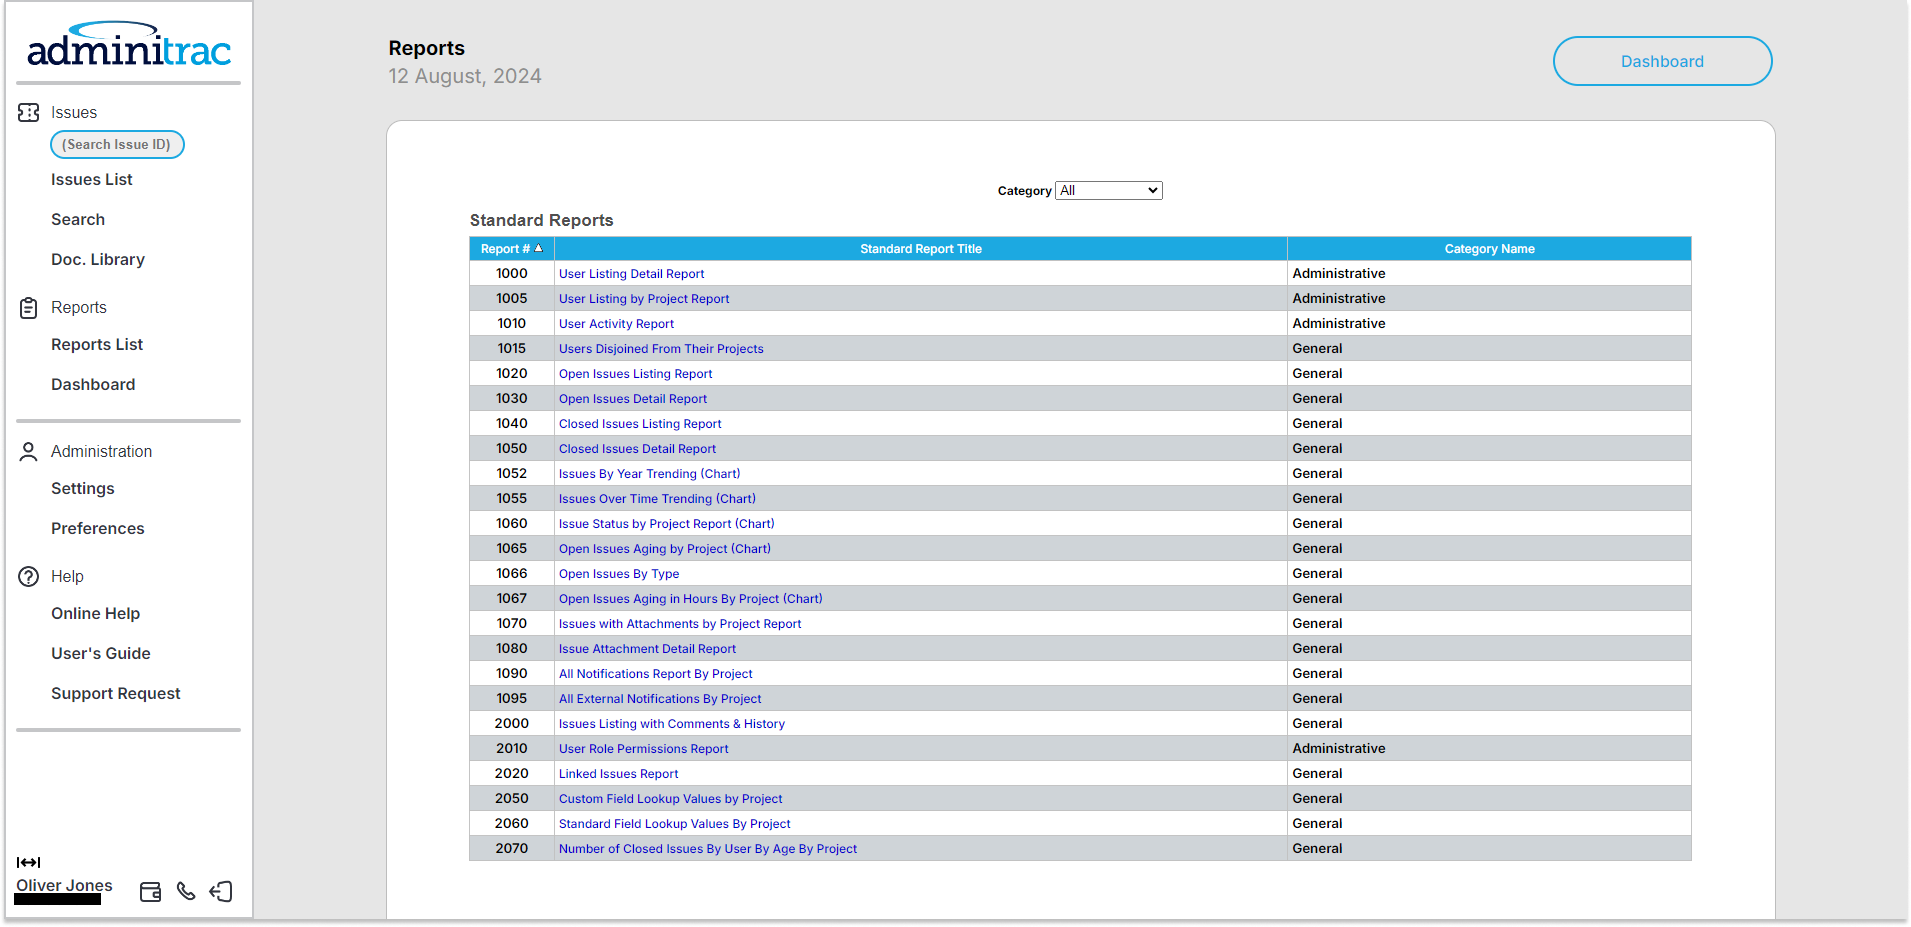 adminitrac
Issues
(Search Issue ID)
Issues List
Search
Doc. Library
Reports
Reports List
Dashboard
Administration
Settings
Preferences
Help
Online Help
User's Guide
Support Request
Oliver Jones
Reports
12 August, 2024
Dashboard
Category All
Standard Reports
Report # Standard Report Title Category Name
1000 User Listing Detail Report Administrative
1005 User Listing by Project Report Administrative
1010 User Activity Report Administrative
1015 Users Disjoined From Their Projects General
1020 Open Issues Listing Report General
1030 Open Issues Detail Report General
1040 Closed Issues Listing Report General
1050 Closed Issues Detail Report General
1052 Issues By Year Trending (Chart) General
1055 Issues Over Time Trending (Chart) General
1060 Issue Status by Project Report (Chart) General
1065 Open Issues Aging by Project (Chart) General
1066 Open Issues By Type General
1067 Open Issues Aging in Hours By Project (Chart) General
1070 Issues with Attachments by Project Report General
1080 Issue Attachment Detail Report General
1090 All Notifications Report By Project General
1095 All External Notifications By Project General
2000 Issues Listing with Comments & History General
2010 User Role Permissions Report Administrative
2020 Linked Issues Report General
2050 Custom Field Lookup Values by Project General
2060 Standard Field Lookup Values By Project General
2070 Number of Closed Issues By User By Age By Project General